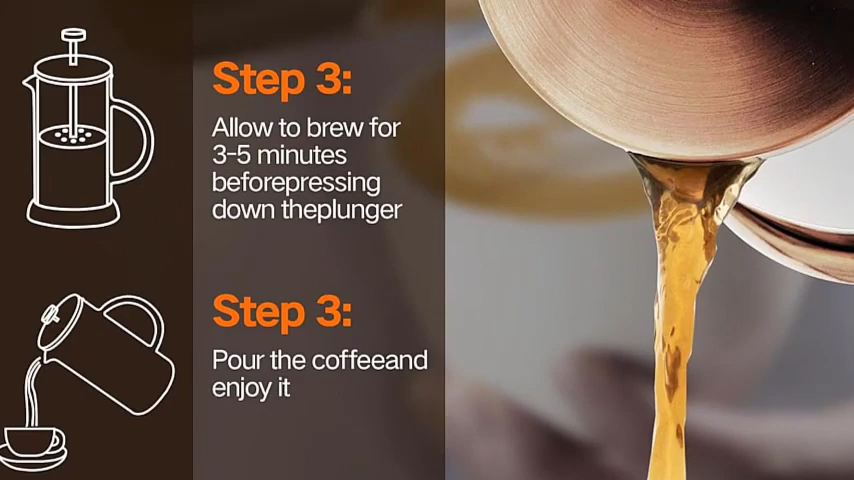 Step 3:
Allow to brew for
3-5 minutes
beforepressing
down theplunger
Step 3:
Pour the coffeeand
enjoy it